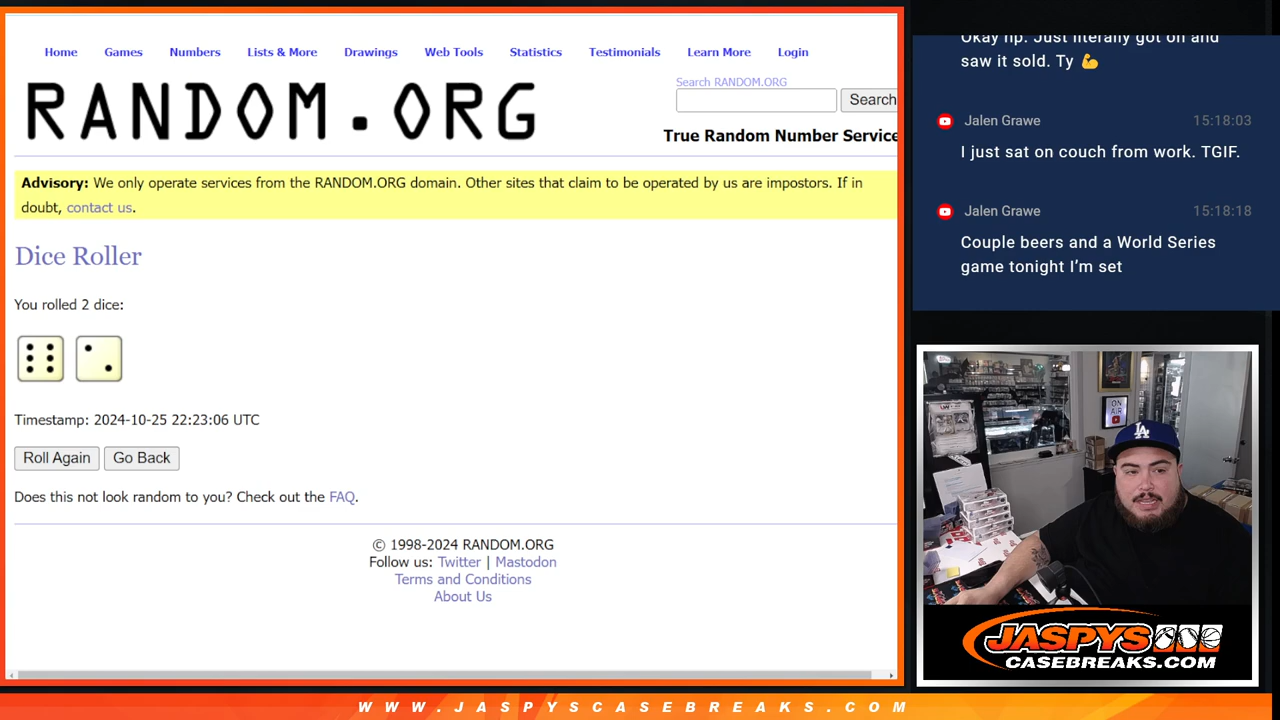 Home Games Numbers Lists & More Drawings Web Tools Statistics Testimonials Learn More Login
RANDOM.ORG
Search RANDOM.ORG
Search
True Random Number Service
Advisory: We only operate services from the RANDOM.ORG domain. Other sites that claim to be operated by us are impostors. If in
doubt, contact us.
Dice Roller
You rolled 2 dice:
Timestamp: 2024-10-25 22:23:06 UTC
Roll Again Go Back
Does this not look random to you? Check out the FAQ.
© 1998-2024 RANDOM.ORG
Follow us: Twitter | Mastodon
Terms and Conditions
About Us
Okay np. Just literally got on and
saw it sold. Ty 💪
Jalen Grawe 15:18:03
I just sat on couch from work. TGIF.
Jalen Grawe 15:18:18
Couple beers and a World Series
game tonight I’m set
ON
AIR
LA
JASPYS
CASEBREAKS.COM
WWW.JASPYSCASEBREAKS.COM